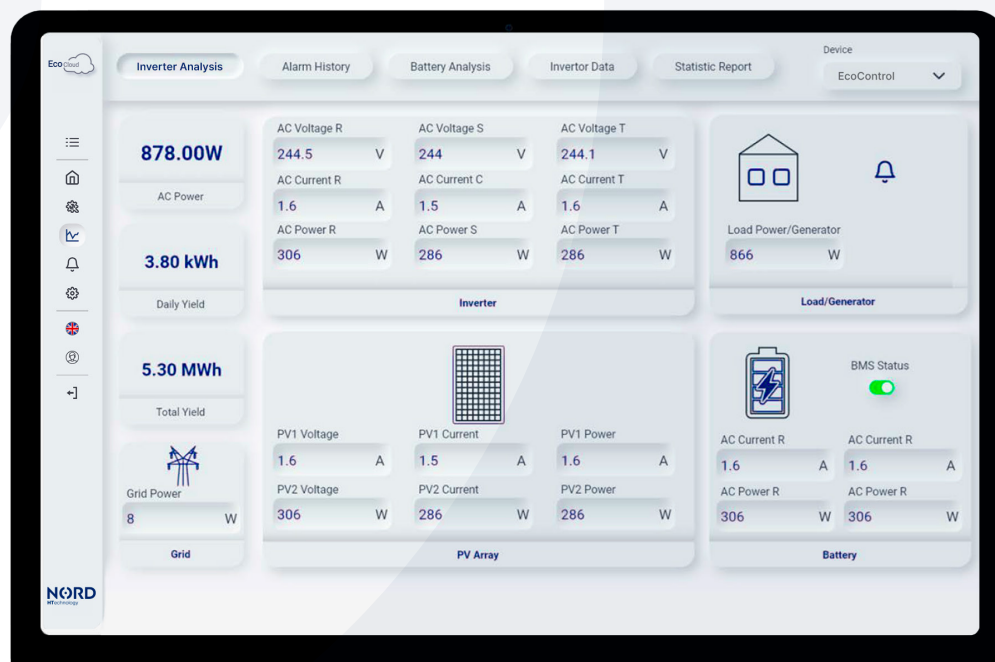 Eco Cloud
Inverter Analysis
Alarm History
Battery Analysis
Invertor Data
Statistic Report
Device
EcoControl
878.00W
AC Power
3.80 kWh
Daily Yield
5.30 MWh
Total Yield
Grid Power
8 W
Grid
AC Voltage R AC Voltage S AC Voltage T
244.5 V 244 V 244.1 V
AC Current R AC Current C AC Current T
1.6 A 1.5 A 1.6 A
AC Power R AC Power S AC Power T
306 W 286 W 286 W
Inverter
Load Power/Generator
866 W
Load/Generator
PV1 Voltage PV1 Current PV1 Power
1.6 A 1.5 A 1.6 A
PV2 Voltage PV2 Current PV2 Power
306 W 286 W 286 W
PV Array
BMS Status
AC Current R AC Current R
1.6 A 1.6 A
AC Power R AC Power R
306 W 306 W
Battery
NORD
HTechnology